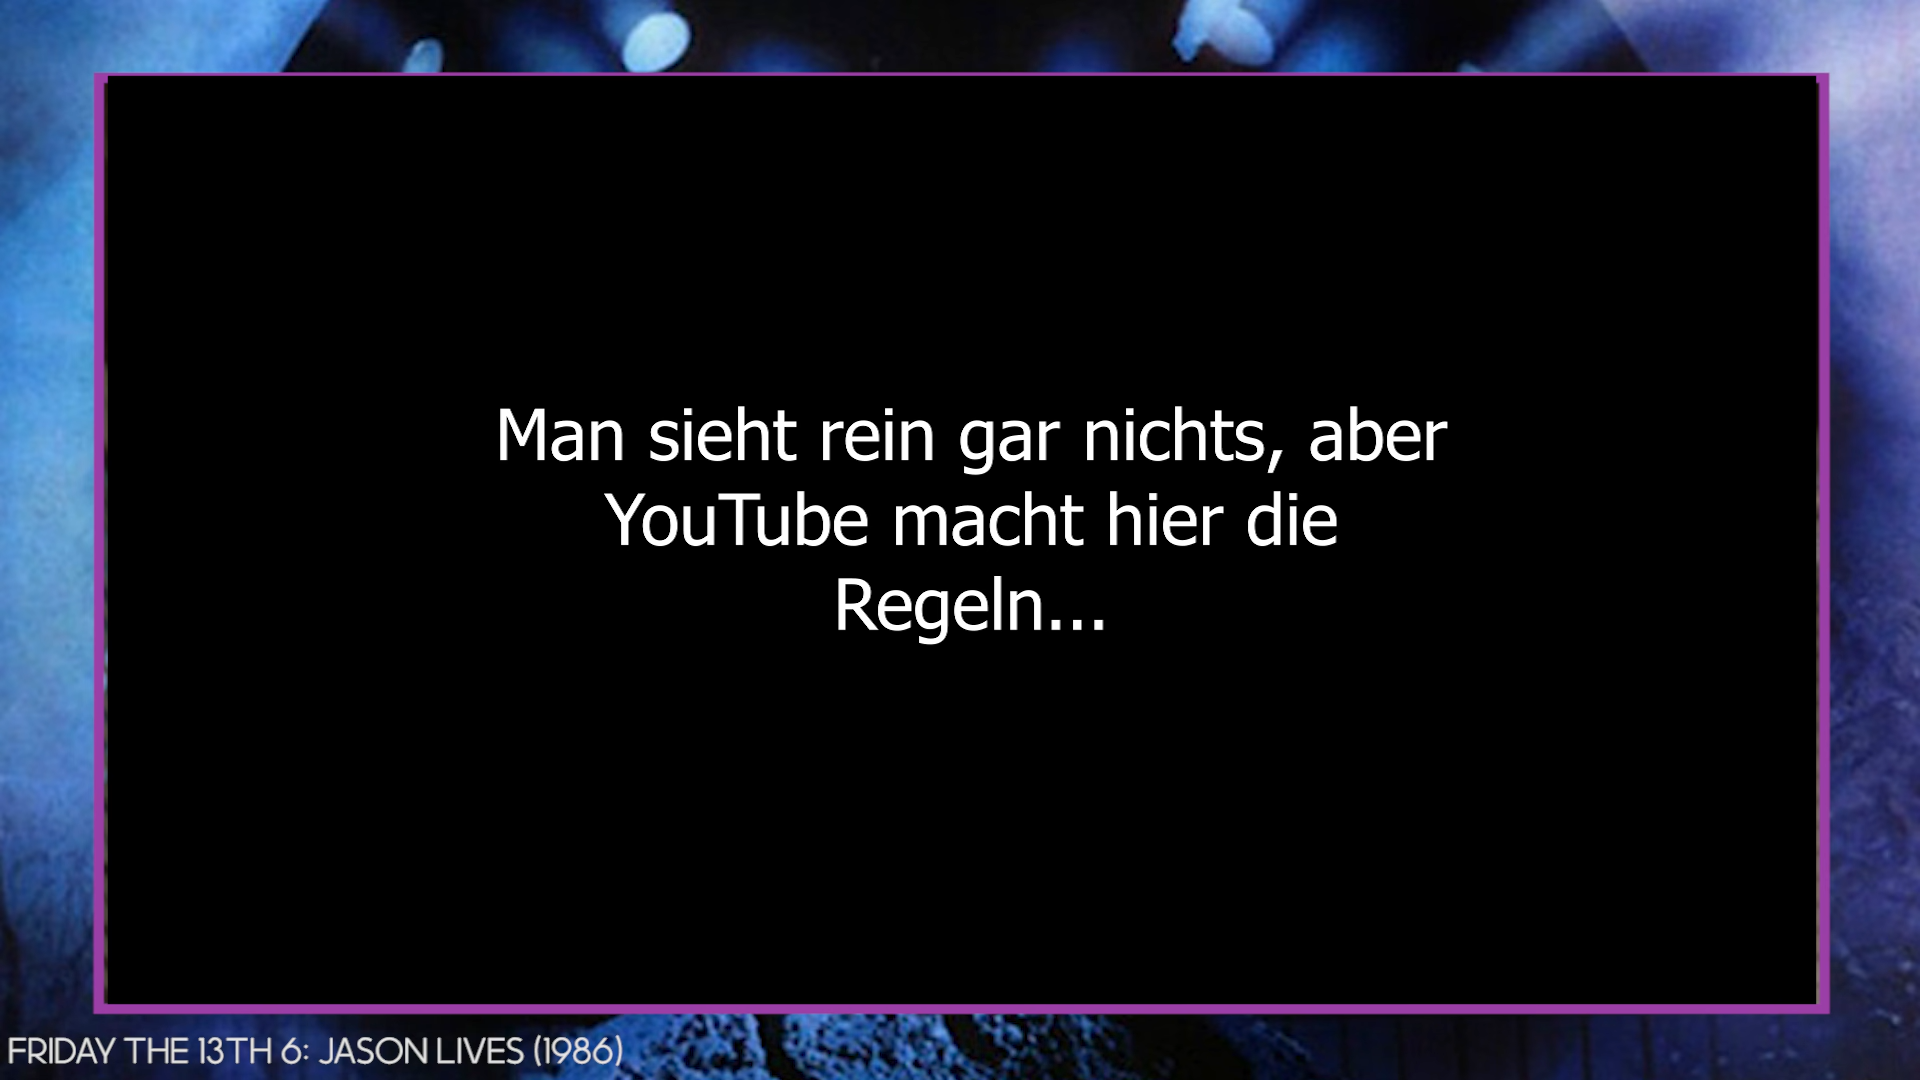 Man sieht rein gar nichts, aber
YouTube macht hier die
Regeln...
FRIDAY THE 13TH 6: JASON LIVES (1986)